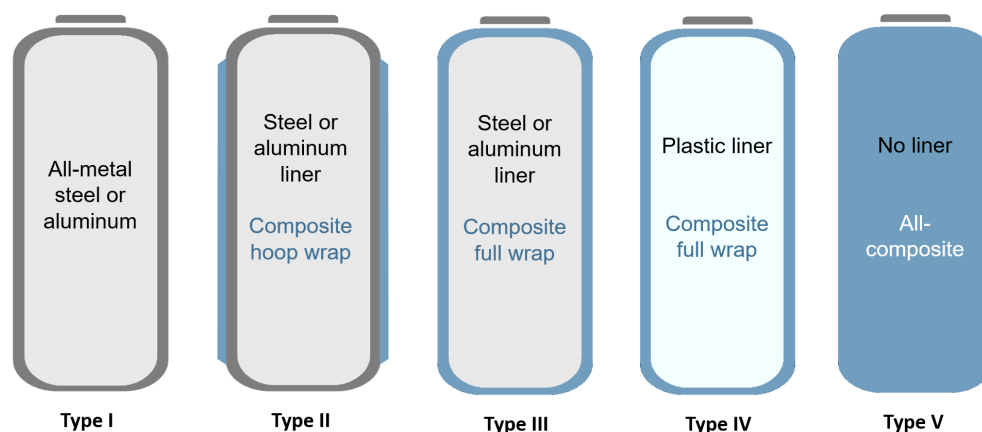 All-metal
steel or
aluminum
Steel or
aluminum
liner
Composite
hoop wrap
Steel or
aluminum
liner
Composite
full wrap
Plastic liner
Composite
full wrap
No liner
All-
composite
Type I
Type II
Type III
Type IV
Type V